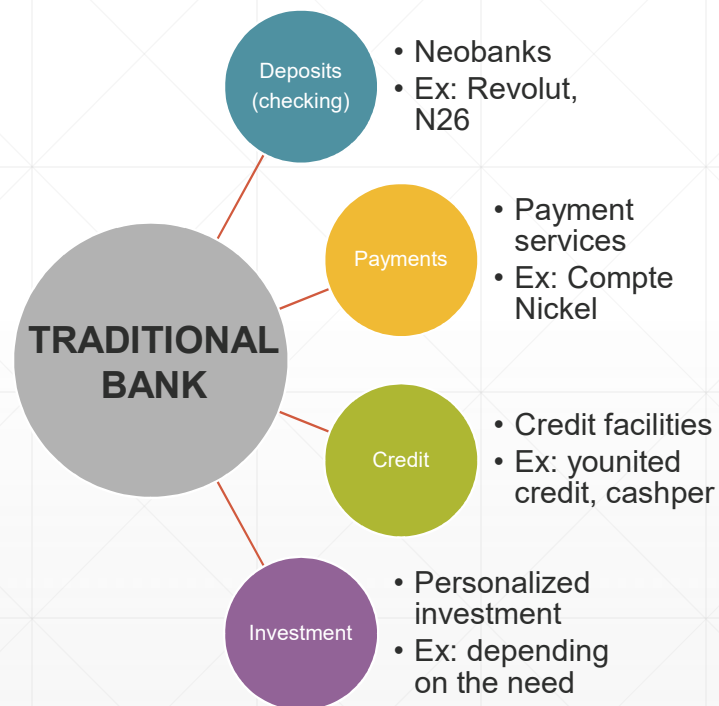 Deposits
(checking)
• Neobanks
• Ex: Revolut,
N26
Payments
• Payment
services
• Ex: Compte
Nickel
TRADITIONAL
BANK
Credit
• Credit facilities
• Ex: younited
credit, cashper
Investment
• Personalized
investment
• Ex: depending
on the need